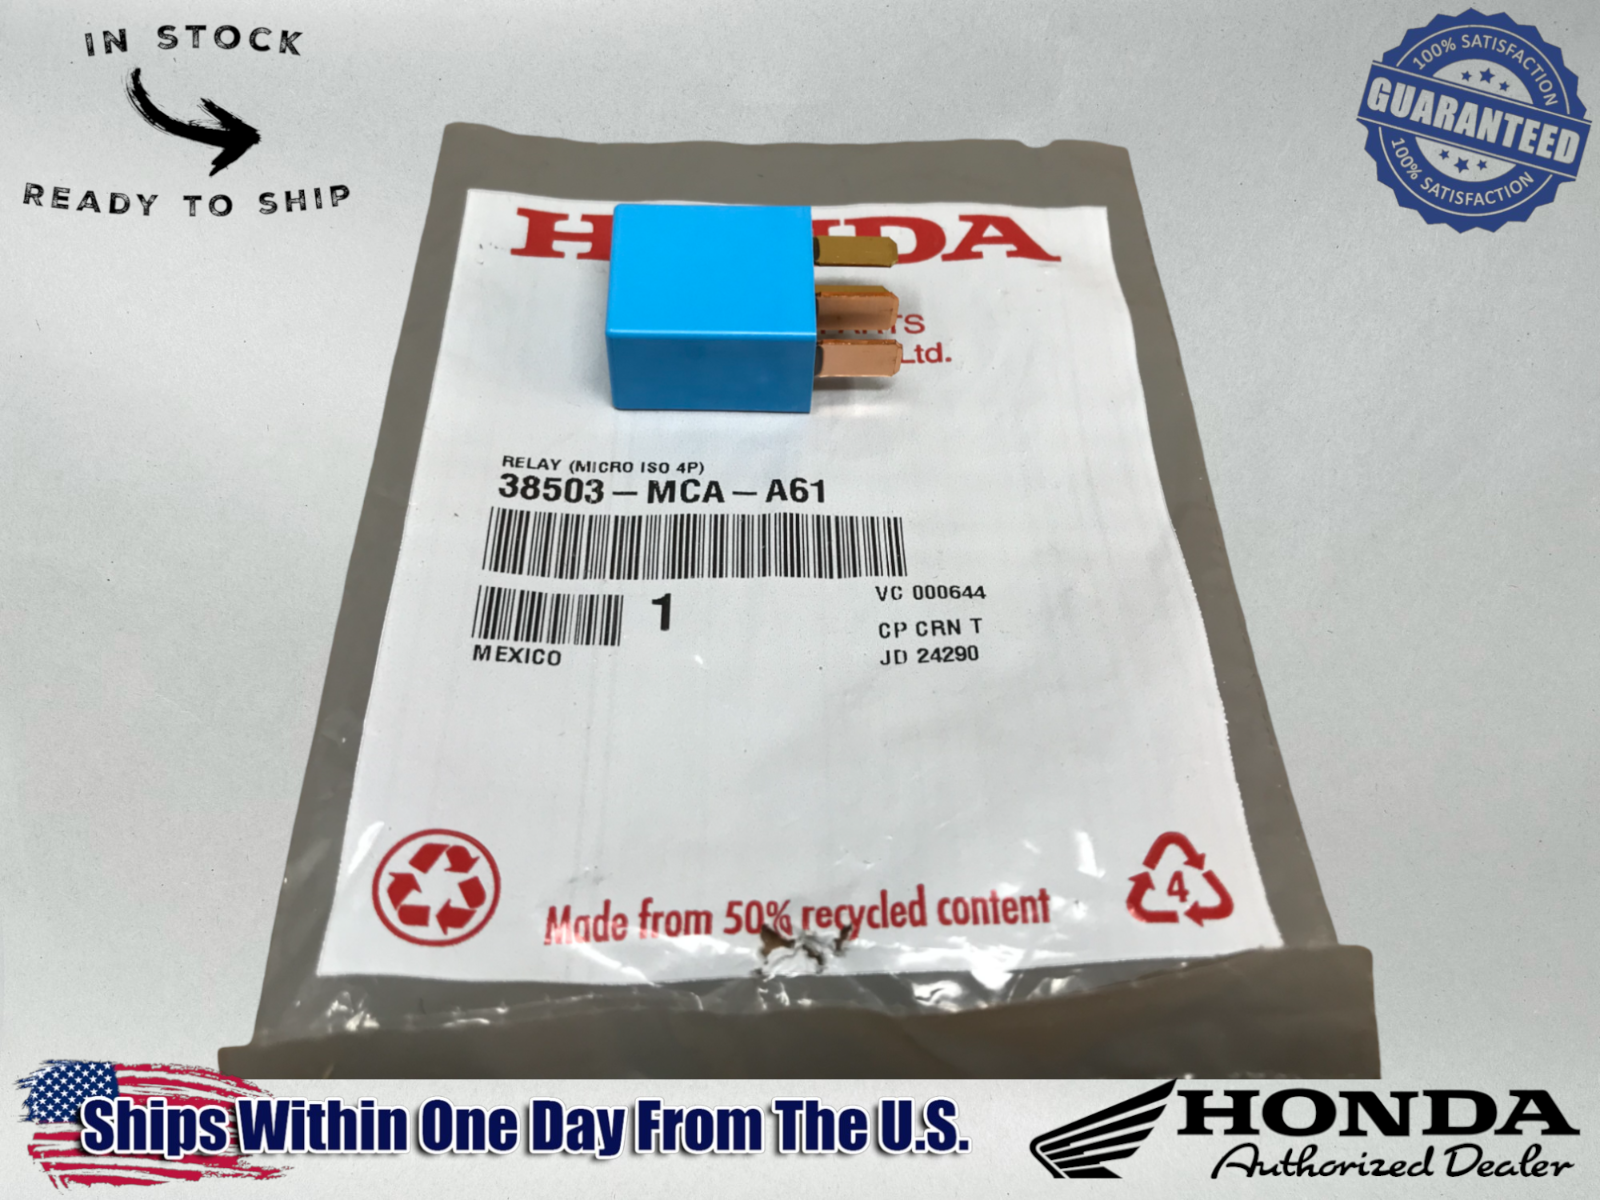 IN STOCK
READY TO SHIP
100% SATISFACTION
GUARANTEED
100% SATISFACTION
HONDA
PARTS
Ltd.
RELAY (MICRO ISO 4P)
38503-MCA-A61
1
VC 000644
CP CRN T
MEXICO
JD 24290
Made from 50% recycled content
4
Ships Within One Day From The U.S.
HONDA
Authorized Dealer